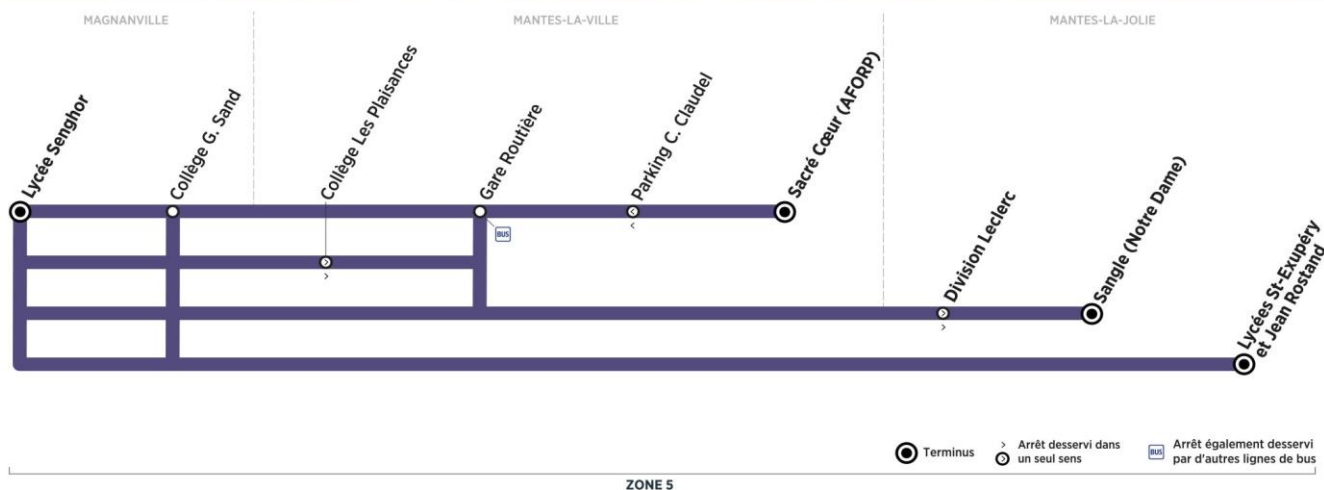 MAGNANVILLE
MANTES-LA-VILLE
MANTES-LA-JOLIE
Lycée Senghor
Collège G. Sand
Collège Les Plaisances
Gare Routière
Parking C. Claudel
Sacré Cœur (AFORP)
Division Leclerc
Sangle (Notre Dame)
Lycées St-Exupéry
et Jean Rostand
BUS
Terminus
Arrêt desservi dans
un seul sens
BUS
Arrêt également desservi
par d'autres lignes de bus
ZONE 5